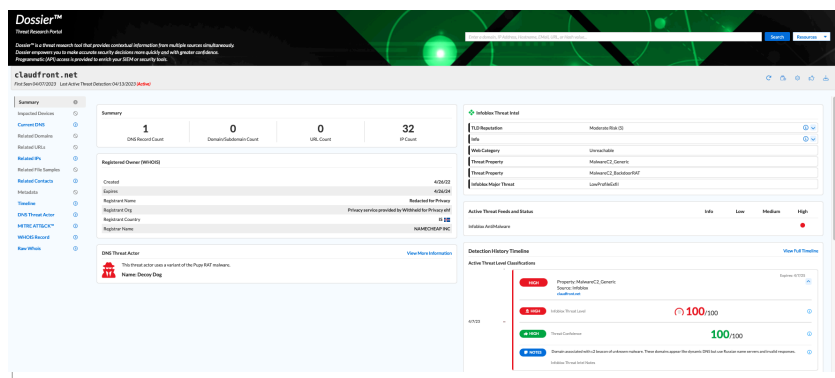 Dossier™
Threat Research Portal
Dossier™ is a threat research tool that provides contextual information from multiple sources simultaneously.
Dossier empowers you to make accurate security decisions more quickly and with greater confidence.
Programmatic (API) access is provided to enrich your SIEM or security tools.
Search
Resources
claudfront.net
First Seen 04/07/2023 Last Active Threat Detection: 04/13/2023 (Active)
Summary
Impacted Devices
Current DNS
Related Domains
Related URLs
Related IPs
Related File Samples
Related Contacts
Metadata
Timeline
DNS Threat Actor
MITRE ATT&CK™
WHOIS Record
Raw Whois
Summary
1 0 0 32
DNS Record Count Domain/Subdomain Count URL Count IP Count
Registered Owner (WHOIS)
Created 4/26/22
Expires 4/26/24
Registrant Name Redacted for Privacy
Registrant Org Privacy service provided by Withheld for Privacy ehf
Registrant Country IS
Registrar Name NAMECHEAP INC
DNS Threat Actor View More Information
This threat actor uses a variant of the Pupy RAT malware.
Name: Decoy Dog
Infoblox Threat Intel
TLD Reputation Moderate Risk (5)
Info
Web Category Unreachable
Threat Property MalwareC2_Generic
Threat Property MalwareC2_BackdoorRAT
Infoblox Major Threat LowProfileExfil
Active Threat Feeds and Status Info Low Medium High
Infoblox AntiMalware
Detection History Timeline View Full Timeline
Active Threat Level Classifications
4/7/23
HIGH
Property: MalwareC2_Generic
Source: Infoblox
claudfront.net
HIGH Infoblox Threat Level 100/100
HIGH Threat Confidence 100/100
NOTES Domain associated with c2 beacon of unknown malware. These domains appear the dynamic DNS but use Russian name servers and invalid responses.
Infoblox Threat Intel Notes